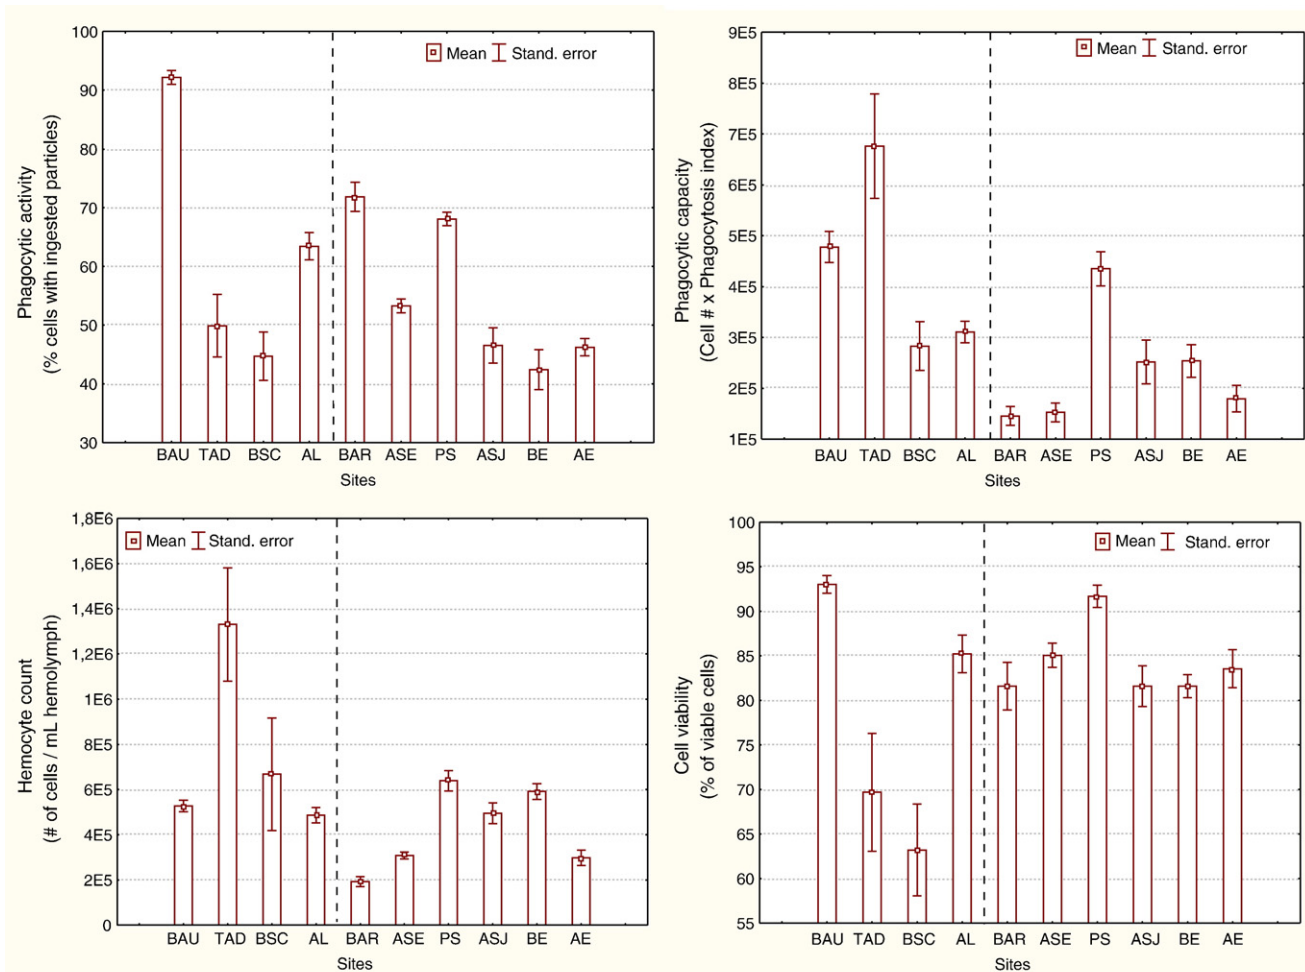 Phagocytic activity
(% cells with ingested particles)
100
90
80
70
60
50
40
30
Mean Stand. error
BAU TAD BSC AL BAR ASE PS ASJ BE AE
Sites
Phagocytic capacity
(Cell # x Phagocytosis index)
9E5
8E5
7E5
6E5
5E5
4E5
3E5
2E5
1E5
Mean Stand. error
BAU TAD BSC AL BAR ASE PS ASJ BE AE
Sites
Hemocyte count
(# of cells / mL hemolymph)
1,8E6
1,6E6
1,4E6
1,2E6
1E6
8E5
6E5
4E5
2E5
0
Mean Stand. error
BAU TAD BSC AL BAR ASE PS ASJ BE AE
Sites
Cell viability
(% of viable cells)
100
95
90
85
80
75
70
65
60
55
Mean Stand. error
BAU TAD BSC AL BAR ASE PS ASJ BE AE
Sites